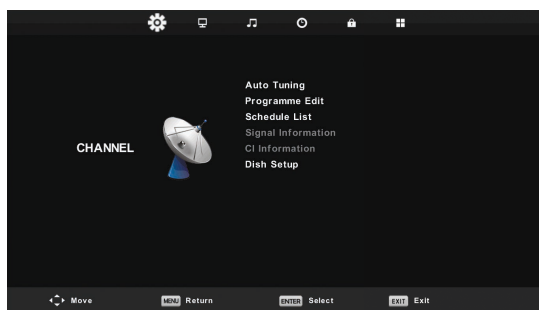 Auto Tuning
Programme Edit
Schedule List
Signal Information
CHANNEL
CI Information
Dish Setup
Move
MENU Return
ENTER Select
EXIT Exit